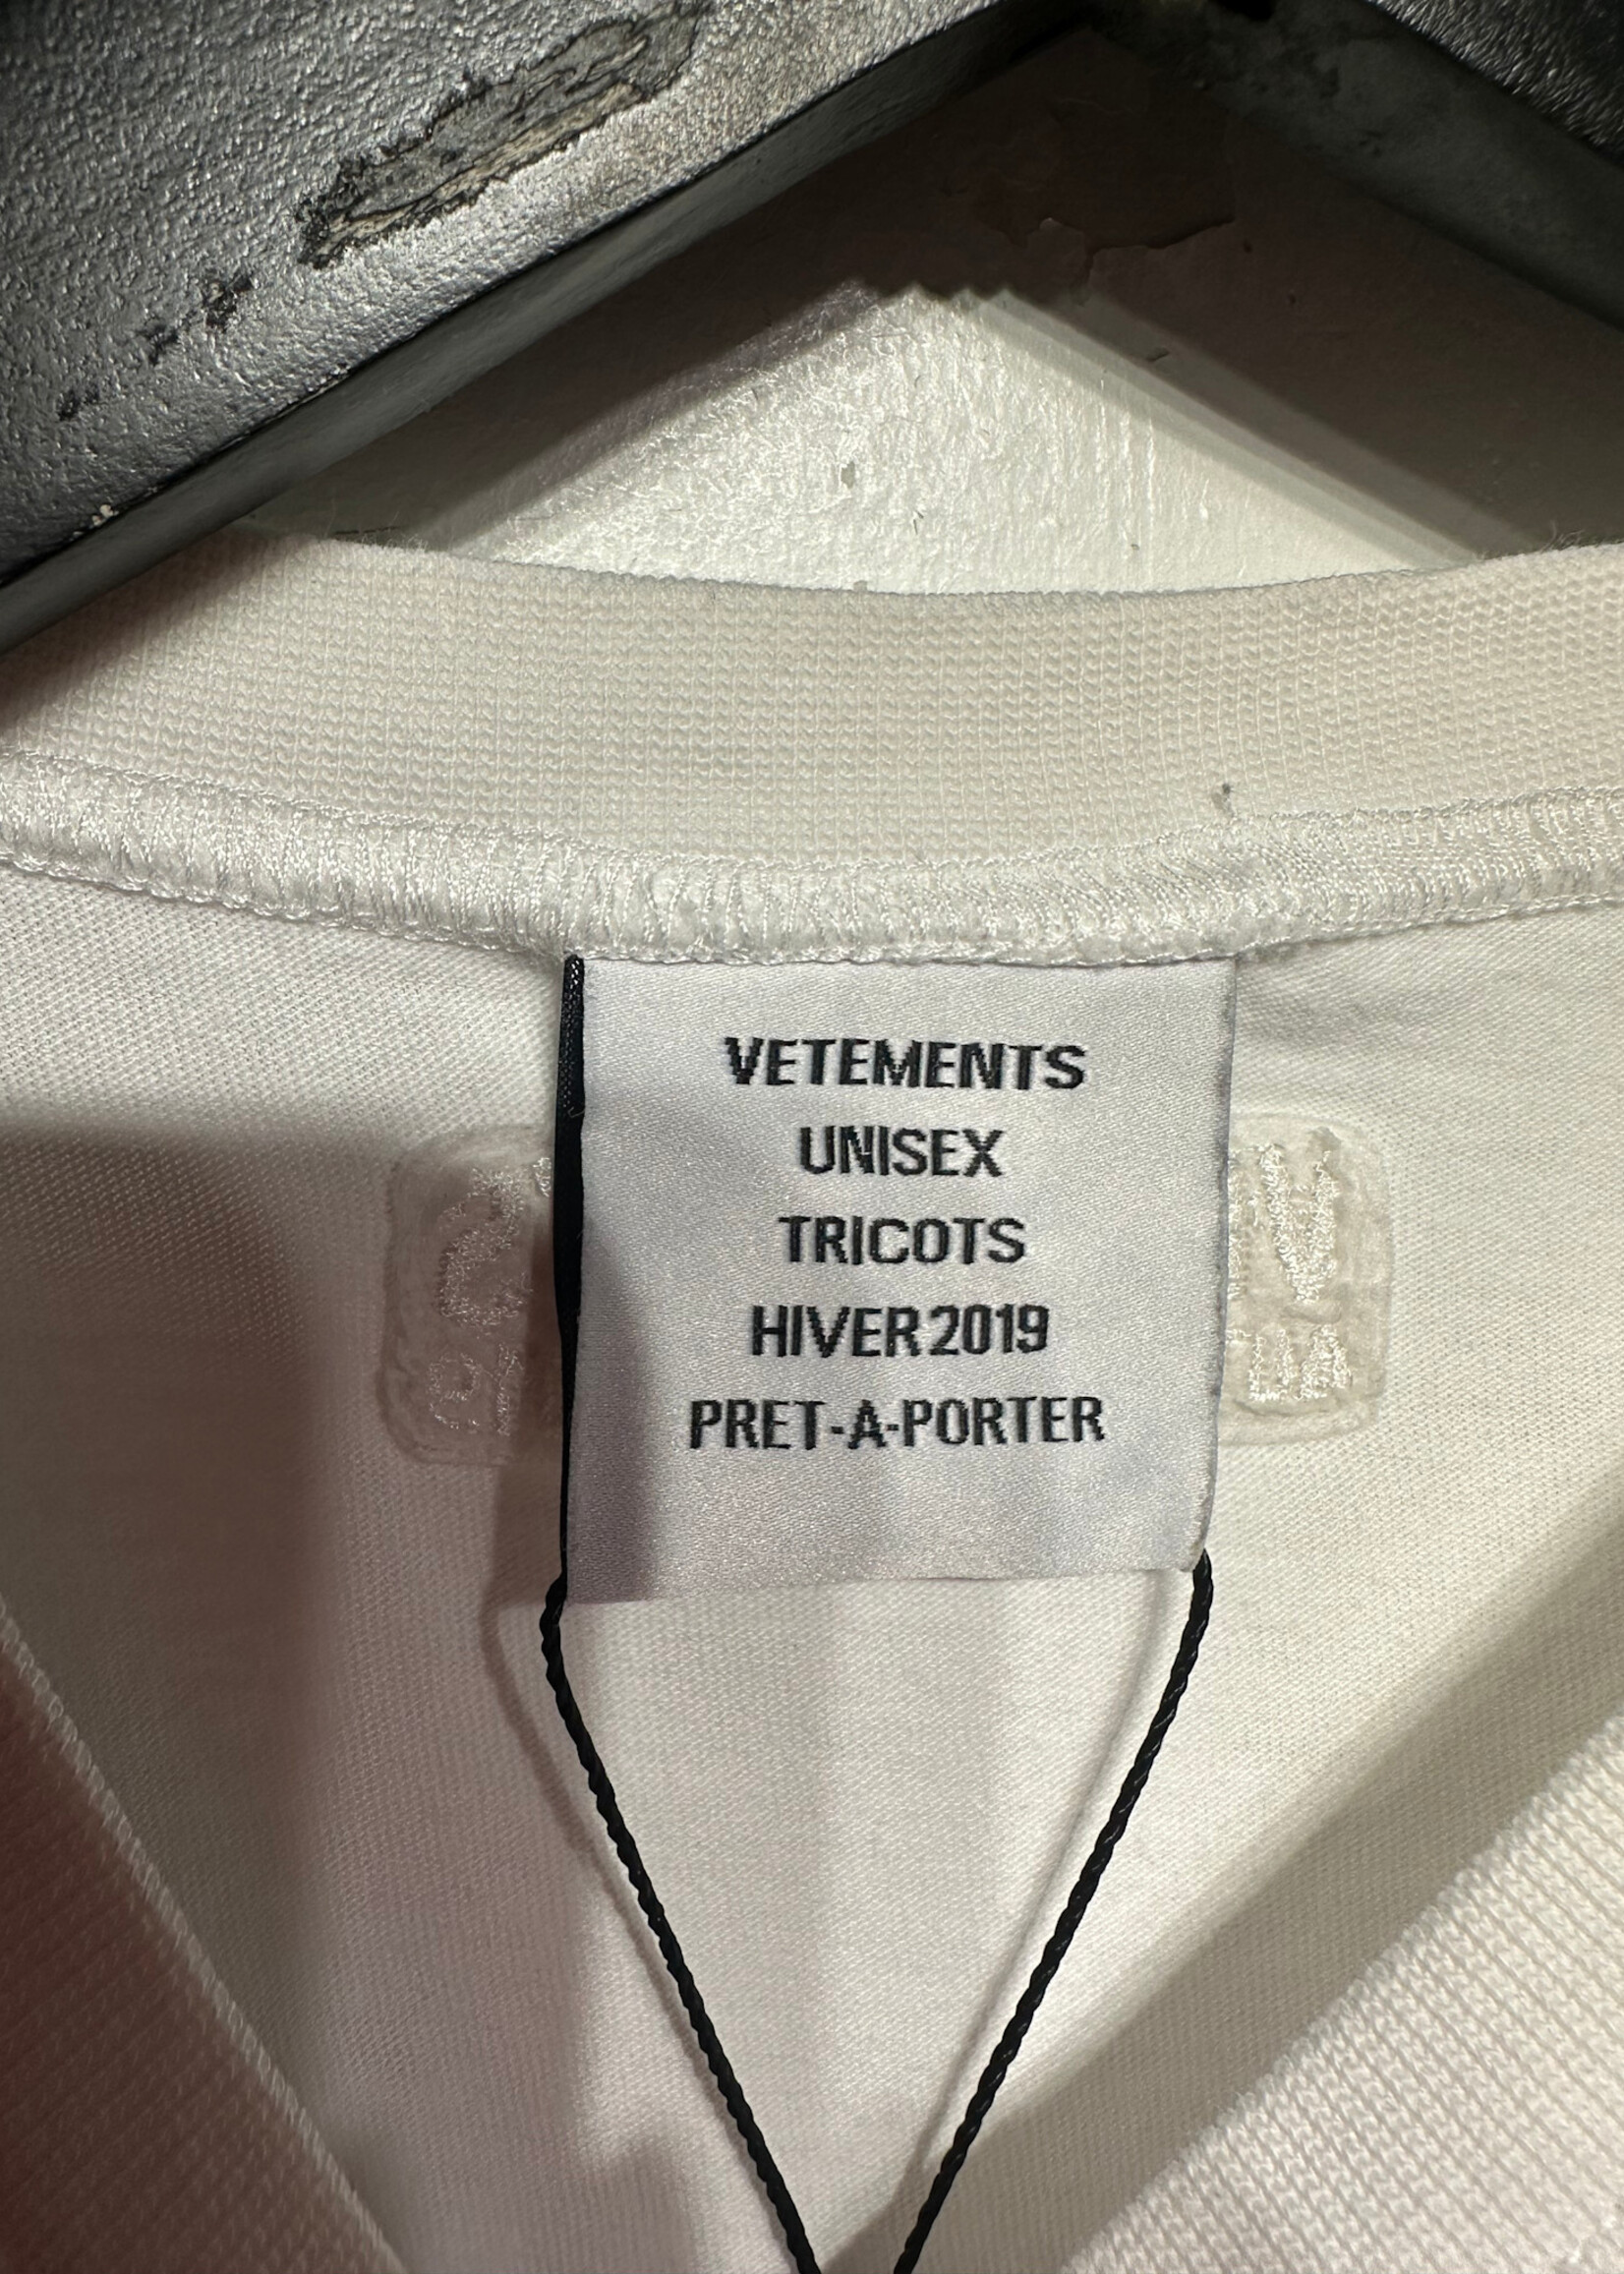 VETEMENTS
UNISEX
TRICOTS
HIVER 2019
PRET-A-PORTER